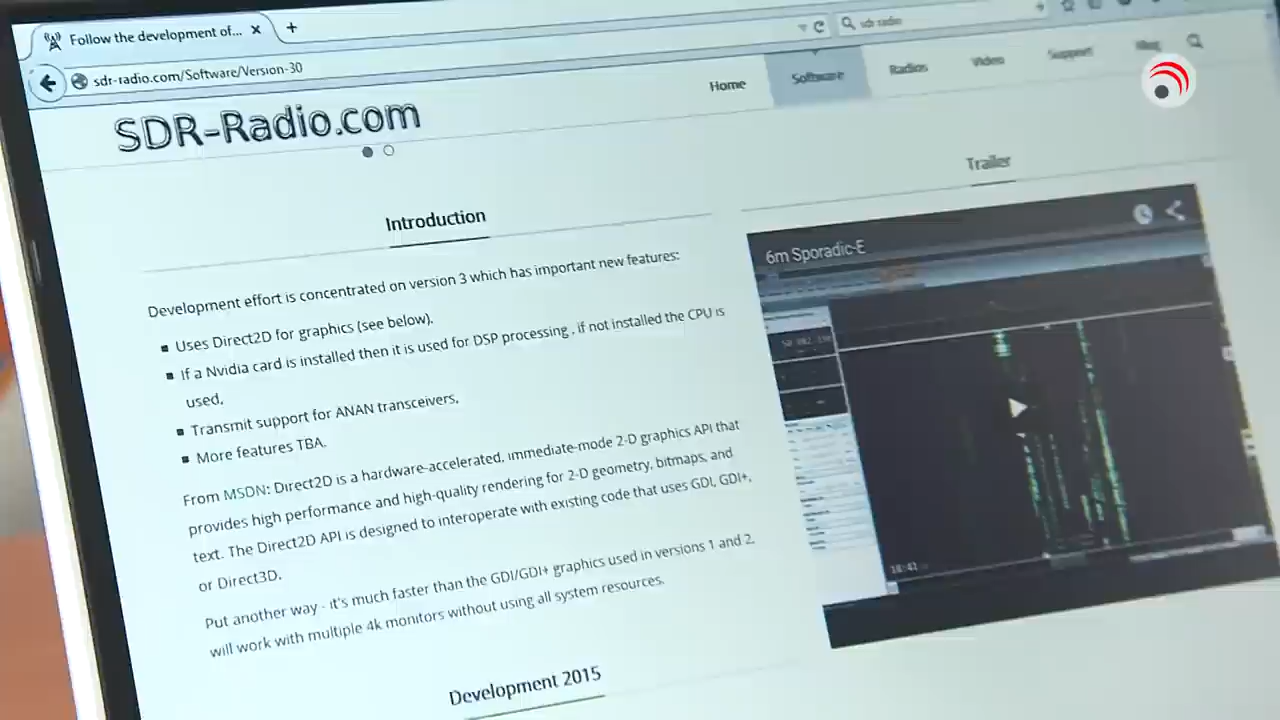 Follow the development of...
sdr-radio.com/Software/Version-30
sdr radio
SDR-Radio.com
Home
Software
Radios
Video
Support
Blog
Introduction
Development effort is concentrated on version 3 which has important new features:
Uses Direct2D for graphics (see below).
If a Nvidia card is installed then it is used for DSP processing , if not installed the CPU is
used.
Transmit support for ANAN transceivers.
More features TBA.
From MSDN: Direct2D is a hardware-accelerated, immediate-mode 2-D graphics API that
provides high performance and high-quality rendering for 2-D geometry, bitmaps, and
text. The Direct2D API is designed to interoperate with existing code that uses GDI, GDI+,
or Direct3D.
Put another way - it's much faster than the GDI/GDI+ graphics used in versions 1 and 2,
will work with multiple 4k monitors without using all system resources.
Development 2015
Trailer
6m Sporadic-E
18:41